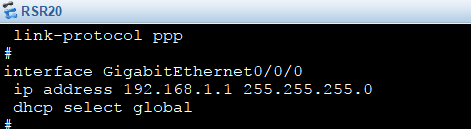 RSR20
link-protocol ppp
#
interface GigabitEthernet0/0/0
ip address 192.168.1.1 255.255.255.0
dhcp select global
#